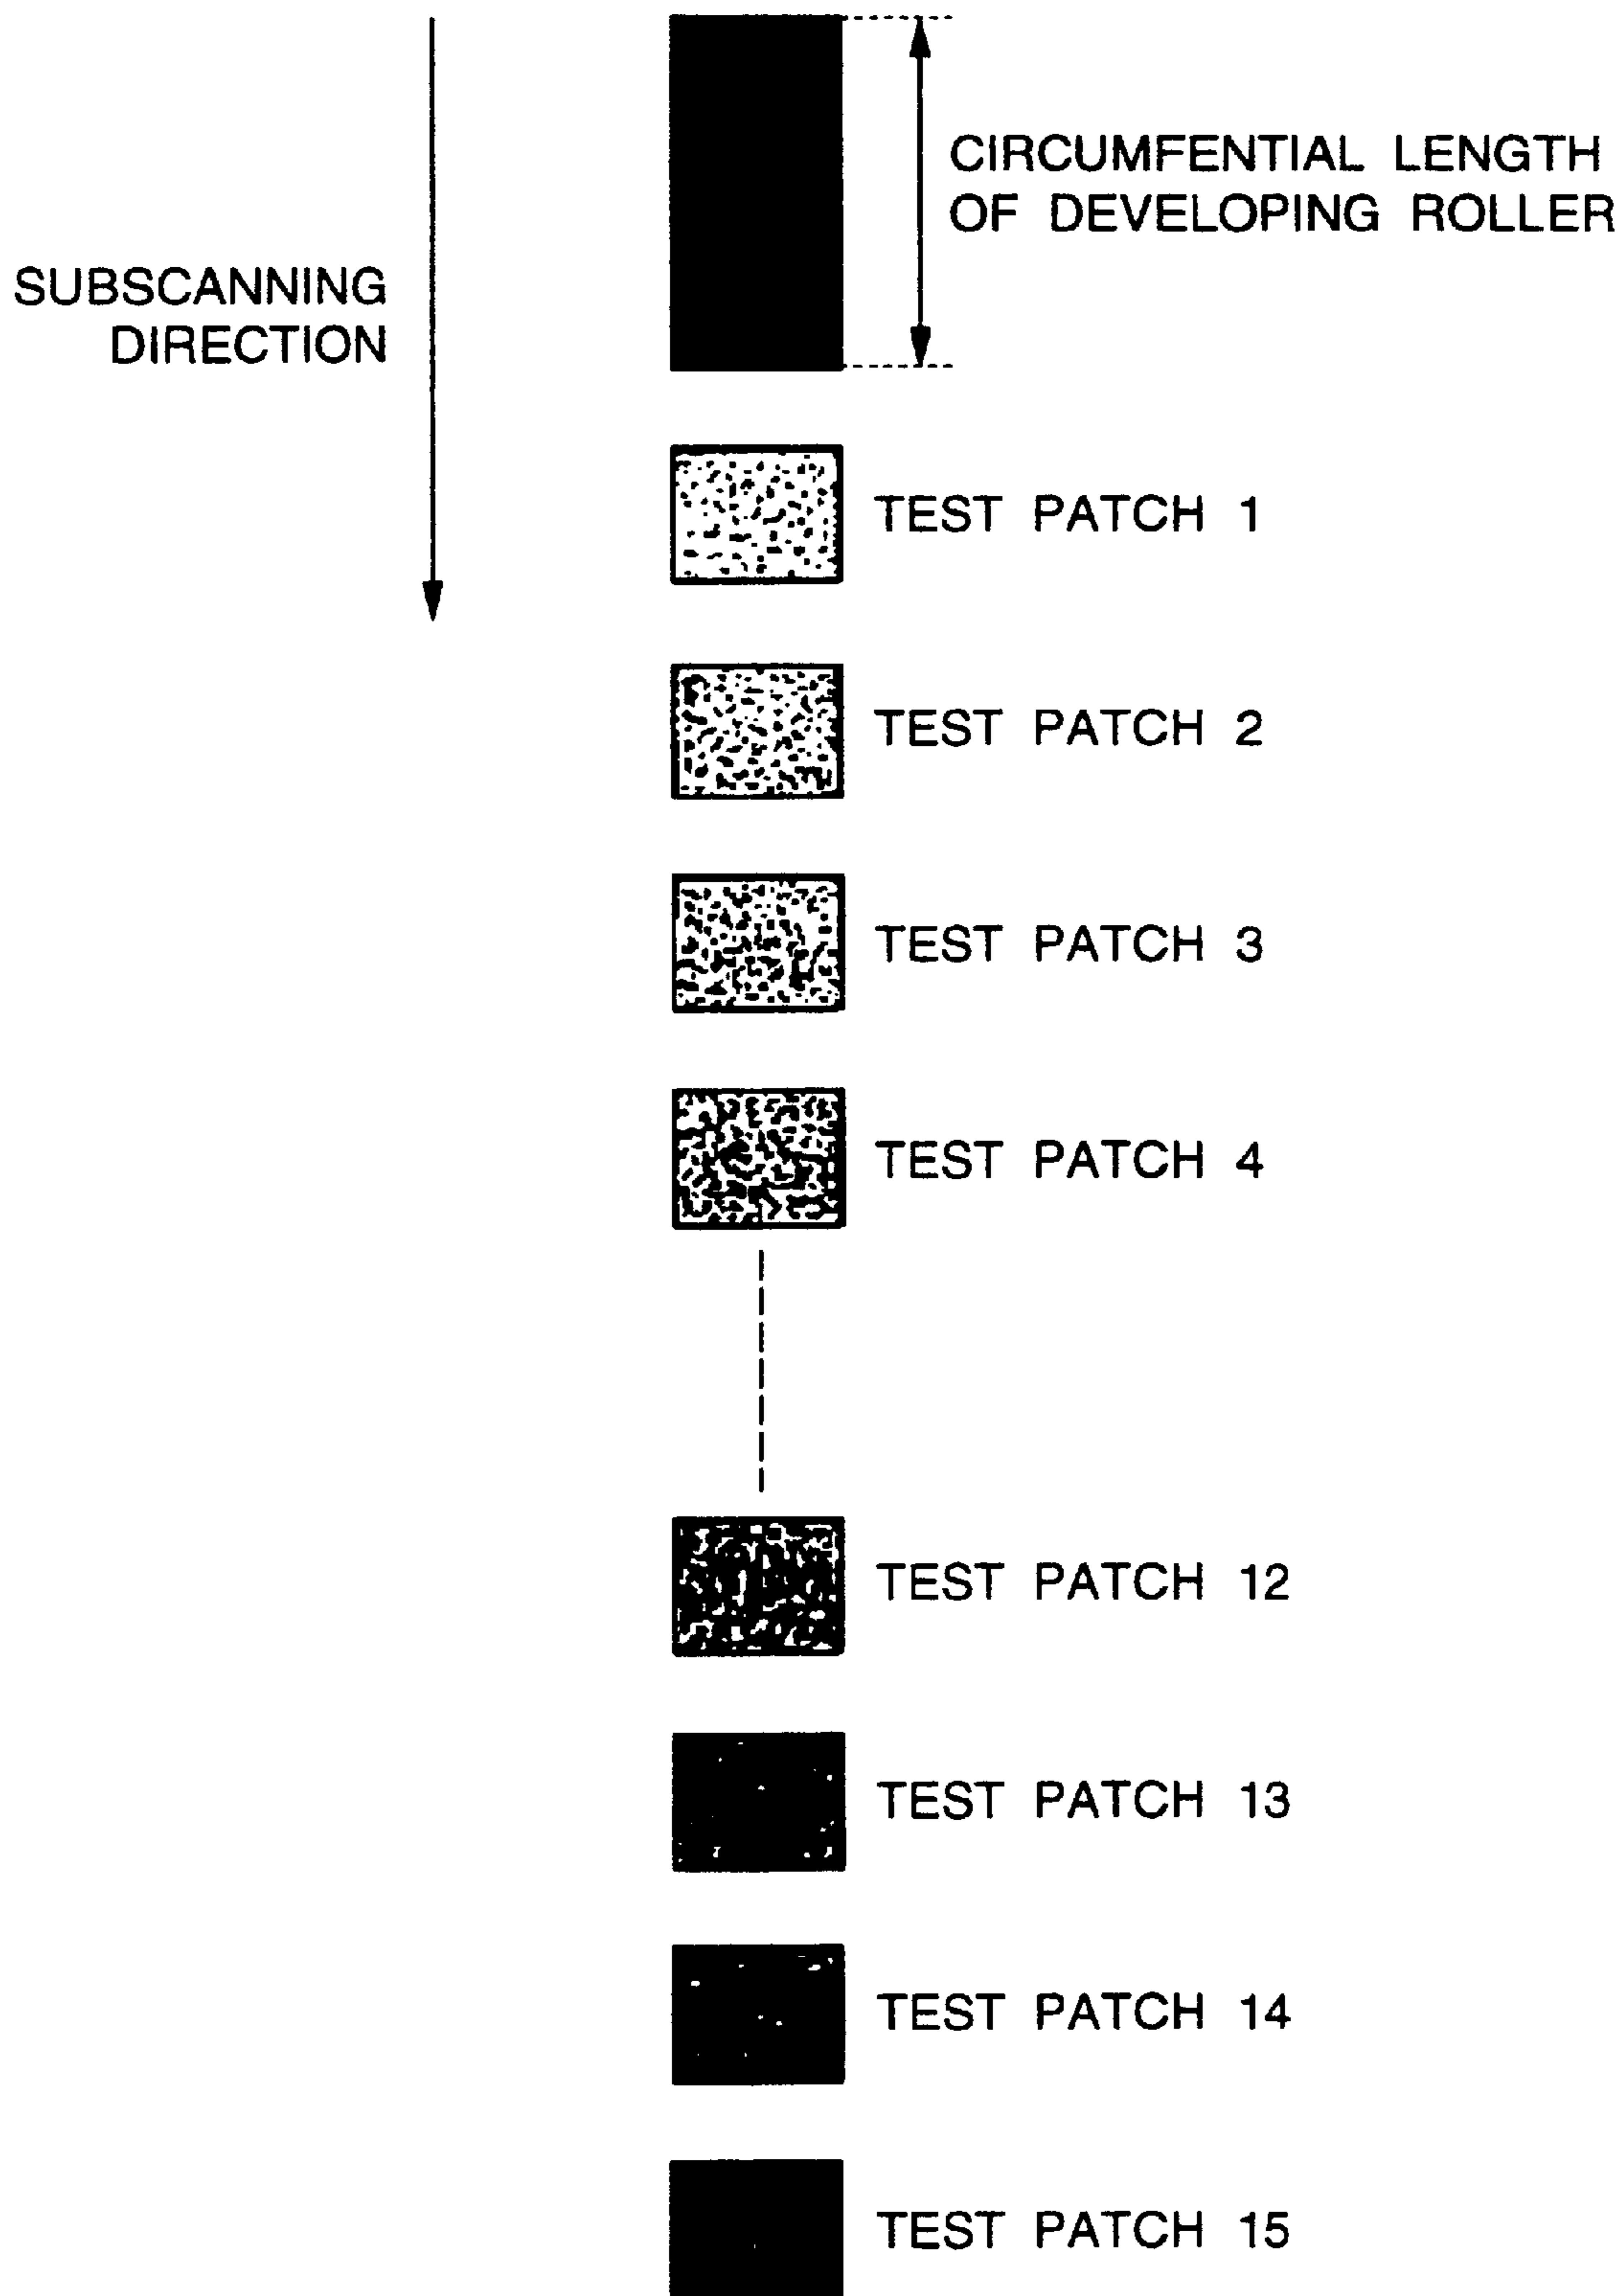 CIRCUMFENTIAL LENGTH
OF DEVELOPING ROLLER
SUBSCANNING
DIRECTION
TEST PATCH 1
TEST PATCH 2
TEST PATCH 3
TEST PATCH 4
TEST PATCH 12
TEST PATCH 13
TEST PATCH 14
TEST PATCH 15